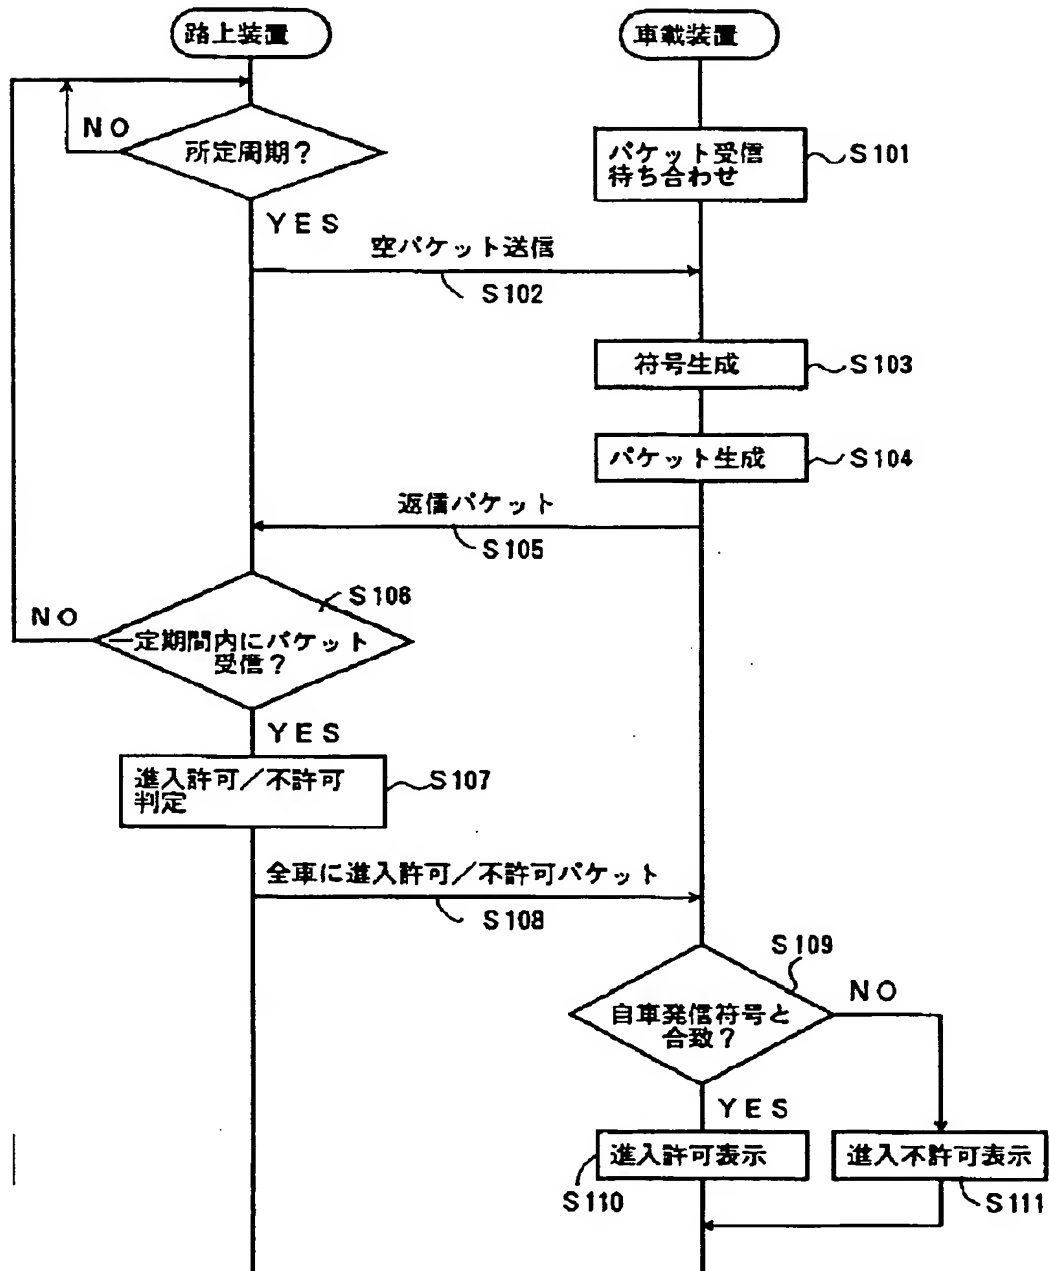 路上装置
車載装置
NO
所定周期?
パケット受信
待ち合わせ
S101
YES
空パケット送信
S102
符号生成
S103
パケット生成
S104
返信パケット
S105
S106
NO
一定期間内にパケット
受信?
YES
進入許可/不許可
判定
S107
全車に進入許可/不許可パケット
S108
S109
自車発信符号と
合致?
NO
YES
進入許可表示
進入不許可表示
S110
S111